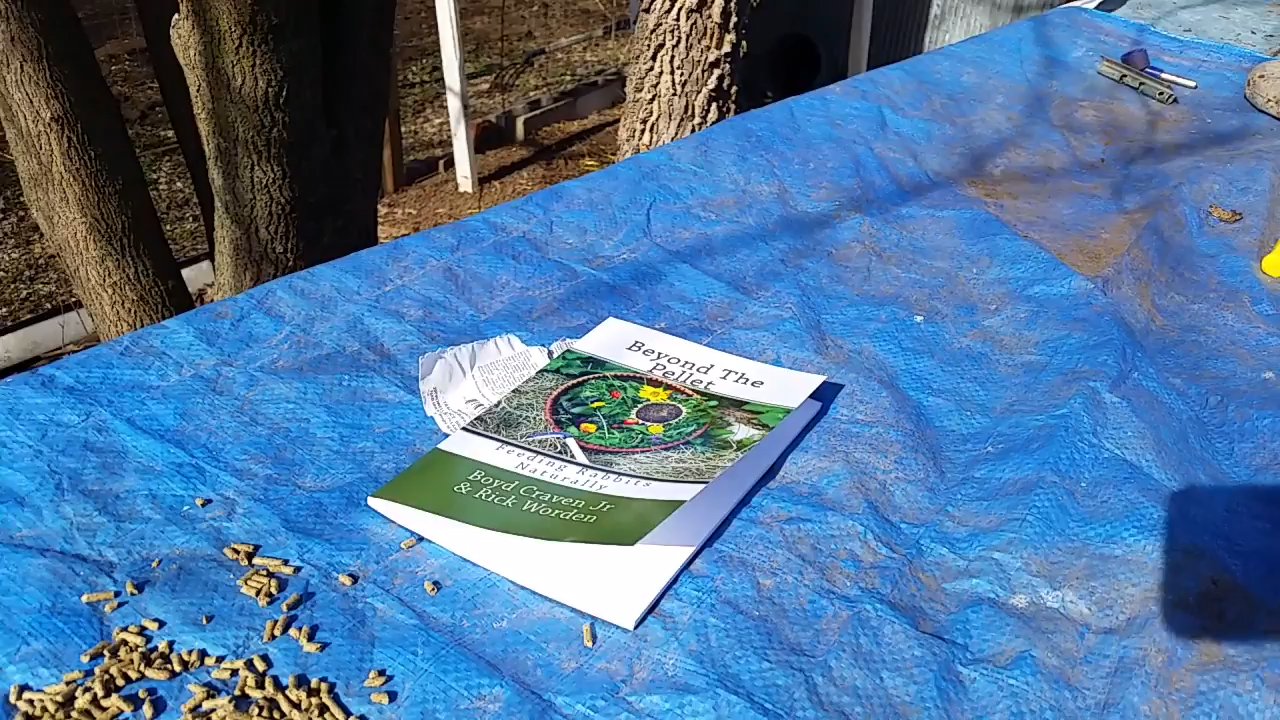 Beyond The
Pellet
Feeding Rabbits
Naturally
Boyd Craven Jr
& Rick Worden